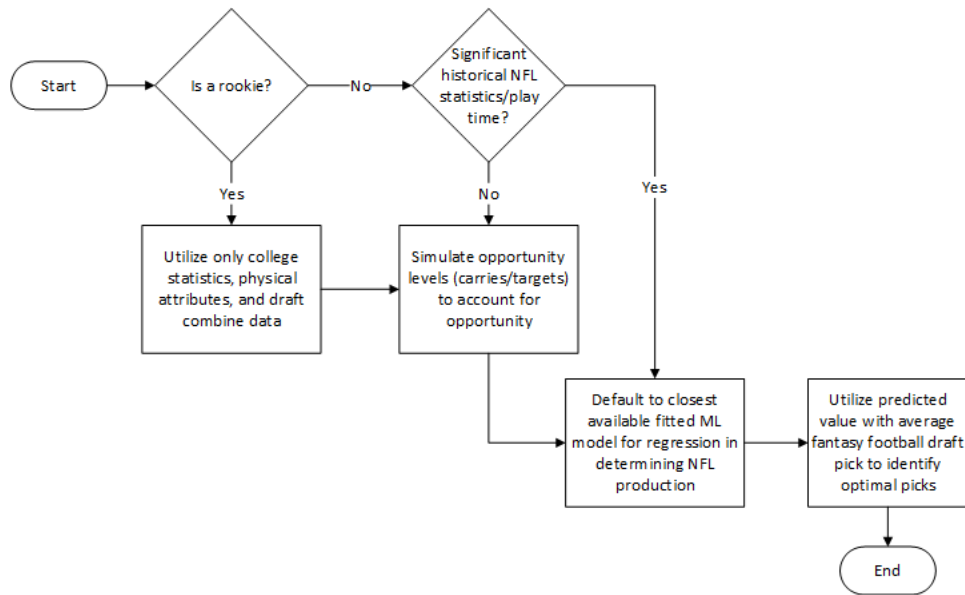 Start
Is a rookie?
No
Significant
historical NFL
statistics/play
time?
Yes
No
Yes
Utilize only college
statistics, physical
attributes, and draft
combine data
Simulate opportunity
levels (carries/targets)
to account for
opportunity
Default to closest
available fitted ML
model for regression in
determining NFL
production
Utilize predicted
value with average
fantasy football draft
pick to identify
optimal picks
End